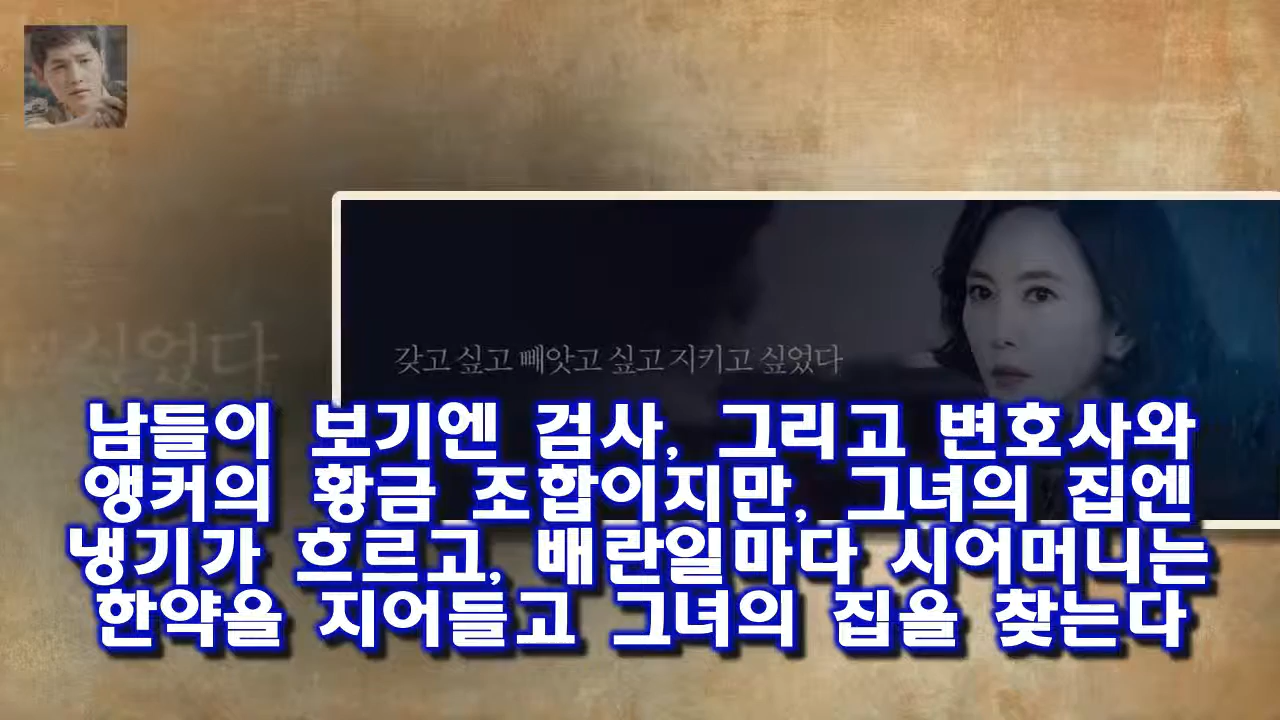 갖고 싶고 빼앗고 싶고 지키고 싶었다
싶었다
남들이 보기엔 검사, 그리고 변호사와
앵커의 황금 조합이지만, 그녀의 집엔
냉기가 흐르고, 배란일마다 시어머니는
한약을 지어들고 그녀의 집을 찾는다